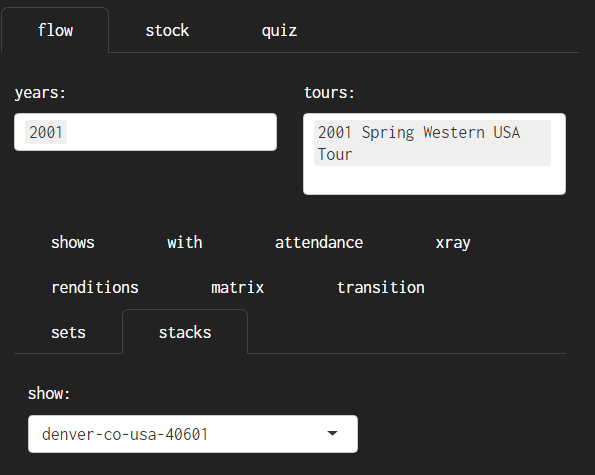 flow stock quiz
years: tours:
2001 2001 Spring Western USA
Tour
shows with attendance xray
renditions matrix transition
sets stacks
show:
denver-co-usa-40601